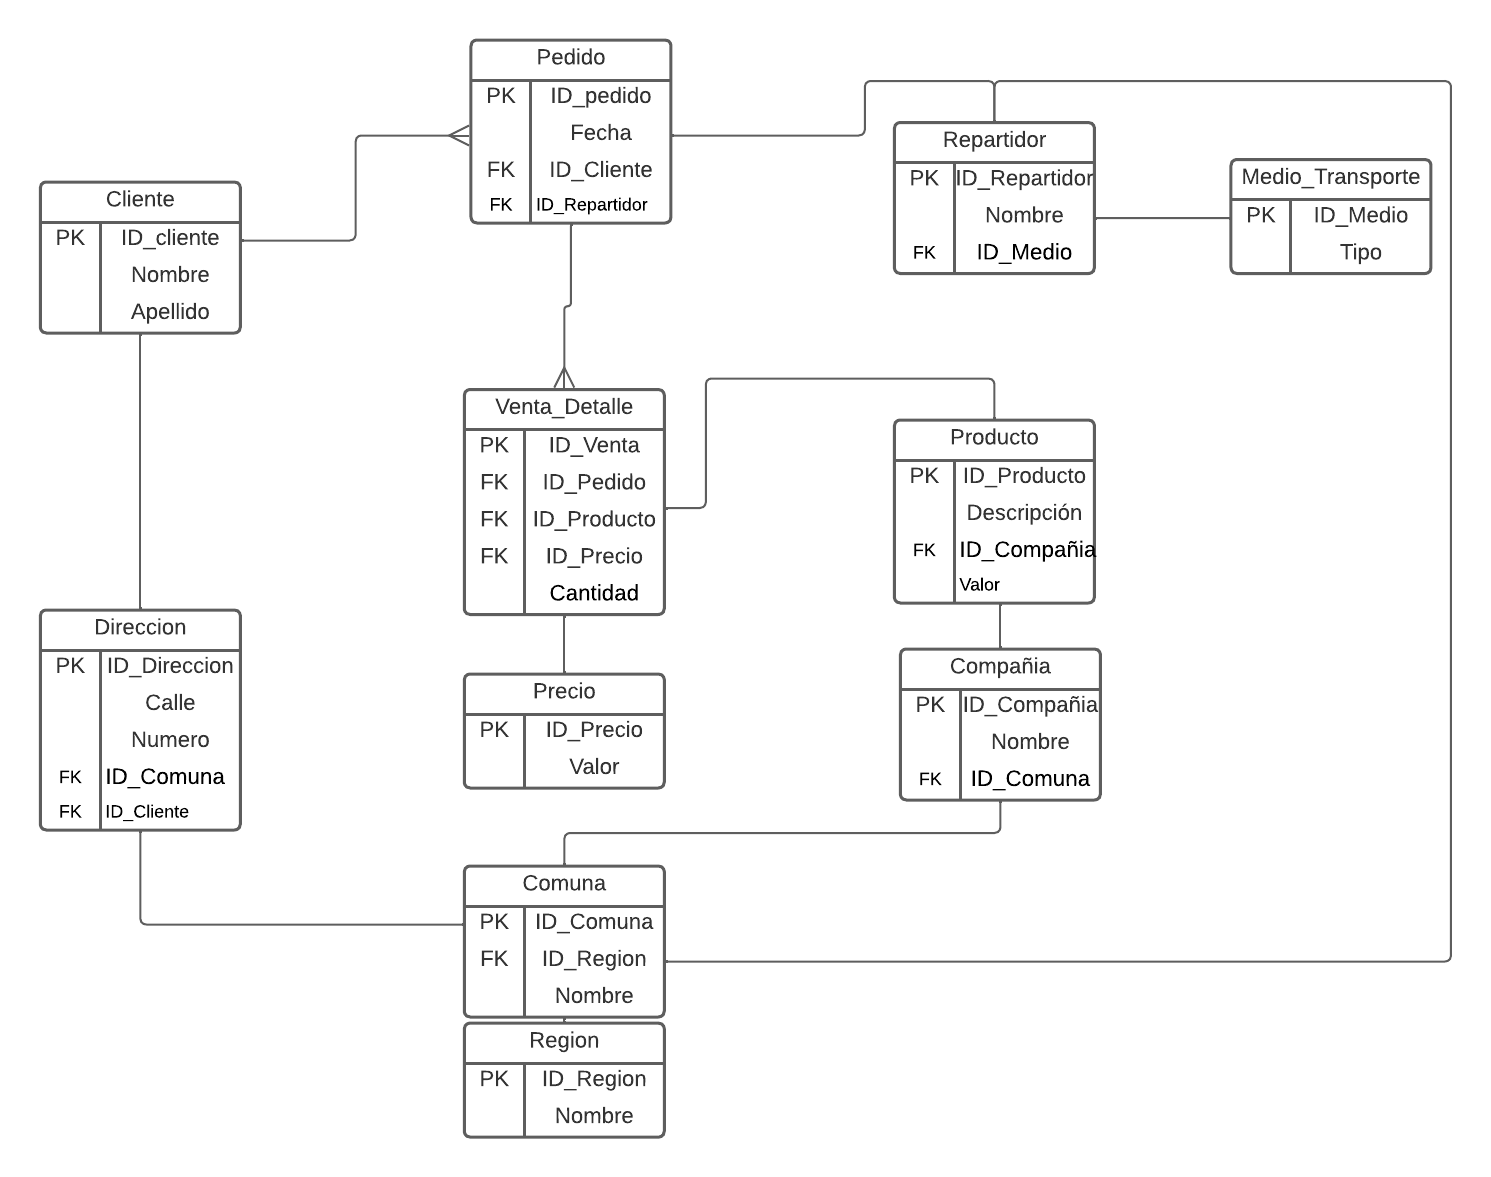 Pedido
PK ID_pedido
Fecha
FK ID_Cliente
FK ID_Repartidor
Repartidor
PK ID_Repartidor
Nombre
FK ID_Medio
Medio_Transporte
PK ID_Medio
Tipo
Cliente
PK ID_cliente
Nombre
Apellido
Venta_Detalle
PK ID_Venta
FK ID_Pedido
FK ID_Producto
FK ID_Precio
Cantidad
Producto
PK ID_Producto
Descripción
FK ID_Compañia
Valor
Direccion
PK ID_Direccion
Calle
Numero
FK ID_Comuna
FK ID_Cliente
Precio
PK ID_Precio
Valor
Compañia
PK ID_Compañia
Nombre
FK ID_Comuna
Comuna
PK ID_Comuna
FK ID_Region
Nombre
Region
PK ID_Region
Nombre